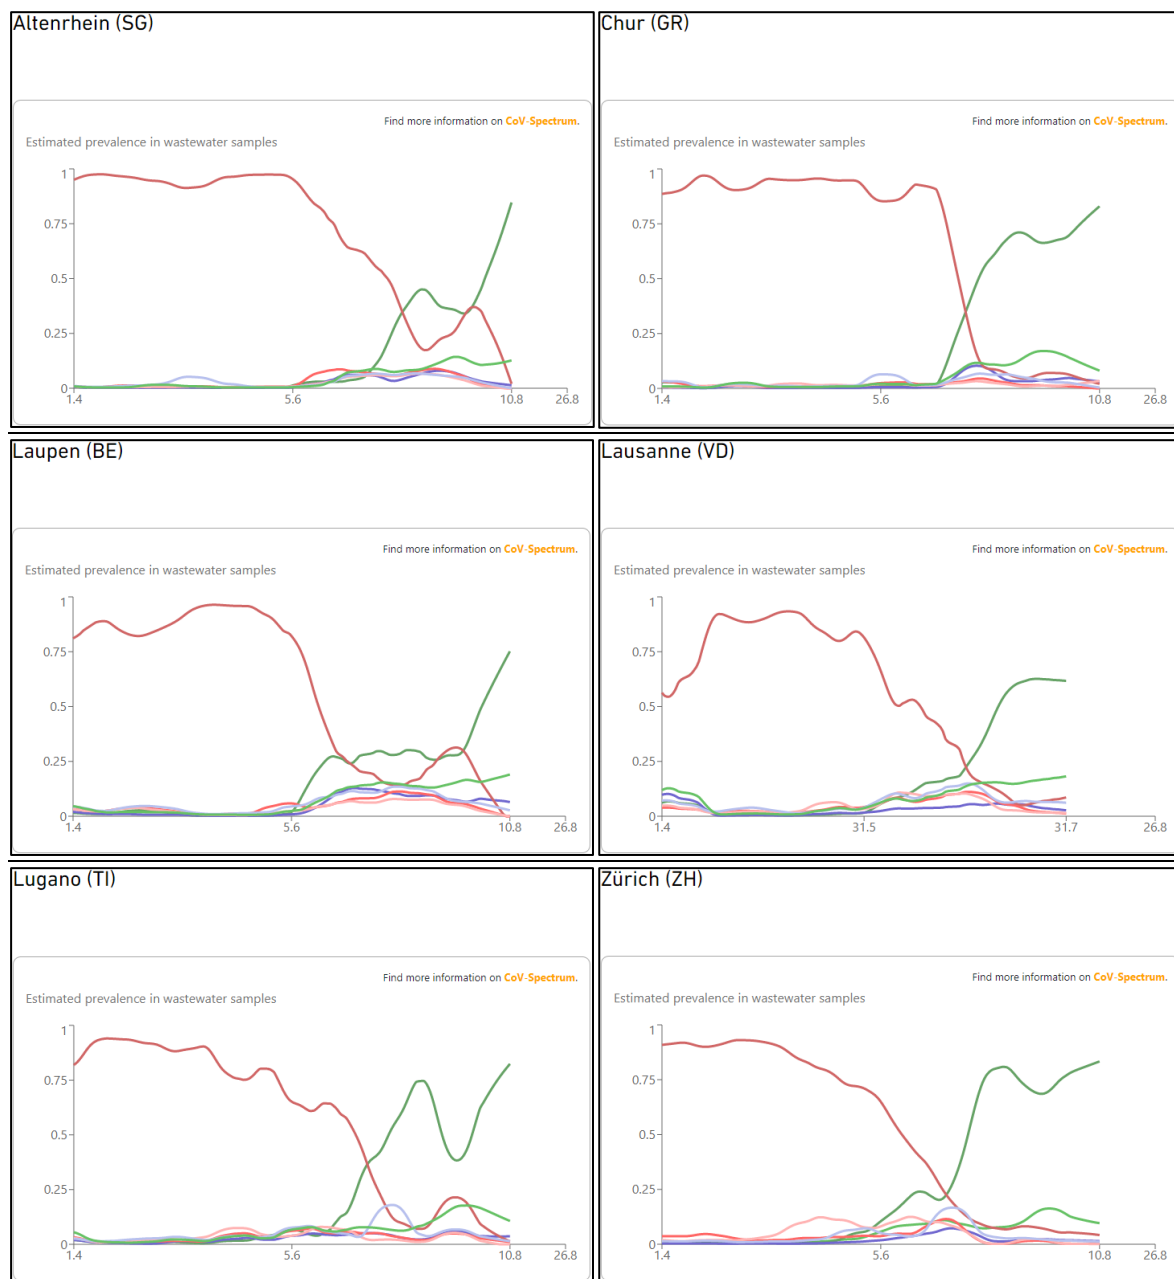 Altenrhein (SG)
Find more information on CoV-Spectrum.
Estimated prevalence in wastewater samples
1
0.75
0.5
0.25
0
1.4 5.6 10.8 26.8
Chur (GR)
Find more information on CoV-Spectrum.
Estimated prevalence in wastewater samples
1
0.75
0.5
0.25
0
1.4 5.6 10.8 26.8
Laupen (BE)
Find more information on CoV-Spectrum.
Estimated prevalence in wastewater samples
1
0.75
0.5
0.25
0
1.4 5.6 10.8 26.8
Lausanne (VD)
Find more information on CoV-Spectrum.
Estimated prevalence in wastewater samples
1
0.75
0.5
0.25
0
1.4 31.5 31.7 26.8
Lugano (TI)
Find more information on CoV-Spectrum.
Estimated prevalence in wastewater samples
1
0.75
0.5
0.25
0
1.4 5.6 10.8 26.8
Zürich (ZH)
Find more information on CoV-Spectrum.
Estimated prevalence in wastewater samples
1
0.75
0.5
0.25
0
1.4 5.6 10.8 26.8